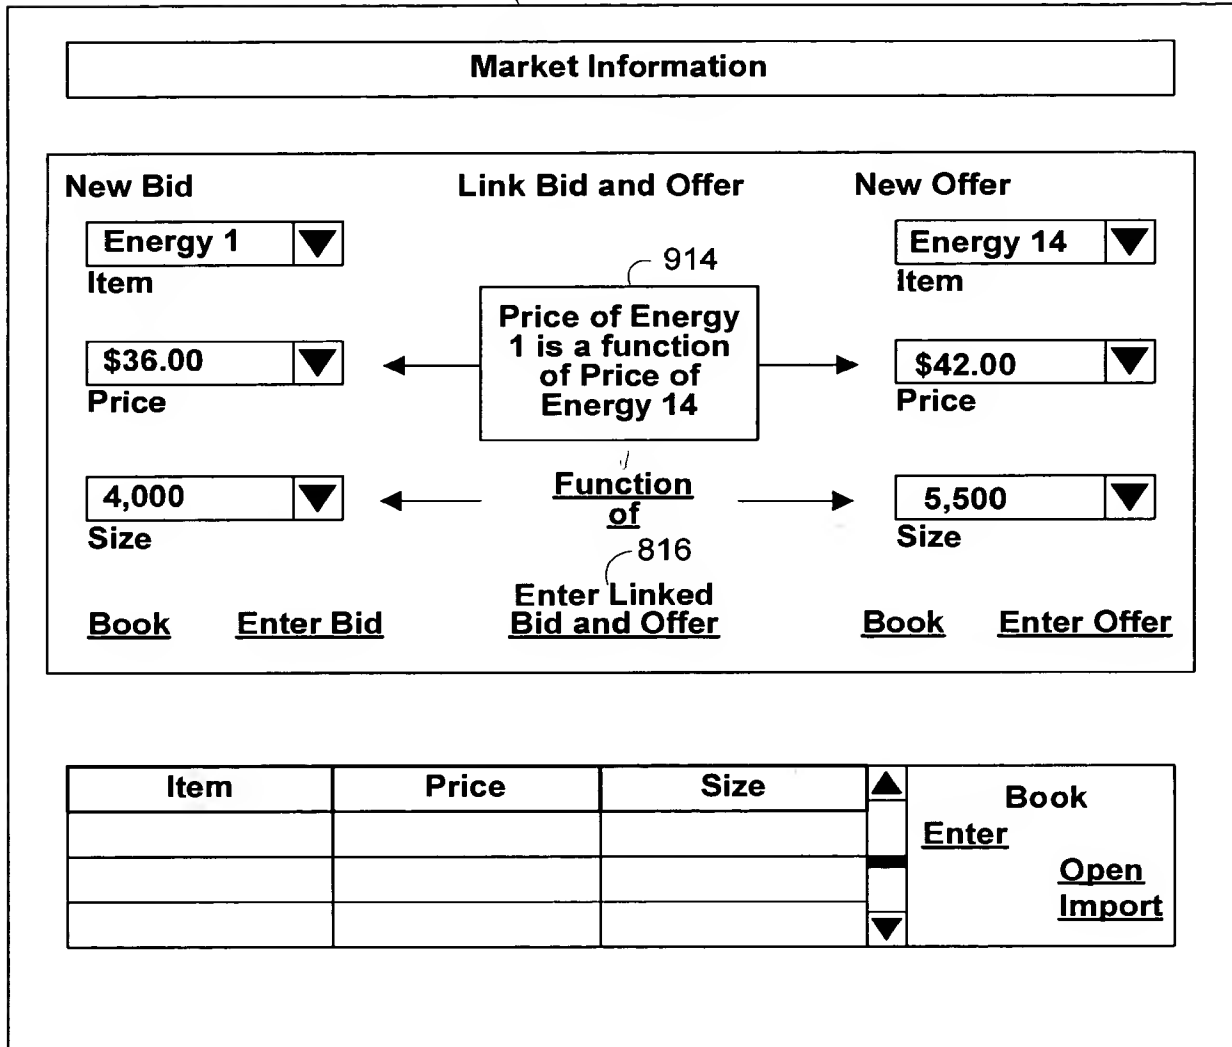 Market Information
New Bid
Link Bid and Offer
New Offer
Energy 1
Item
914
Energy 14
Item
Price of Energy
1 is a function
of Price of
Energy 14
$36.00
Price
$42.00
Price
4,000
Size
Function
of
5,500
Size
816
Enter Linked
Bid and Offer
Book
Enter Bid
Book
Enter Offer
Item
Price
Size
Book
Enter
Open
Import